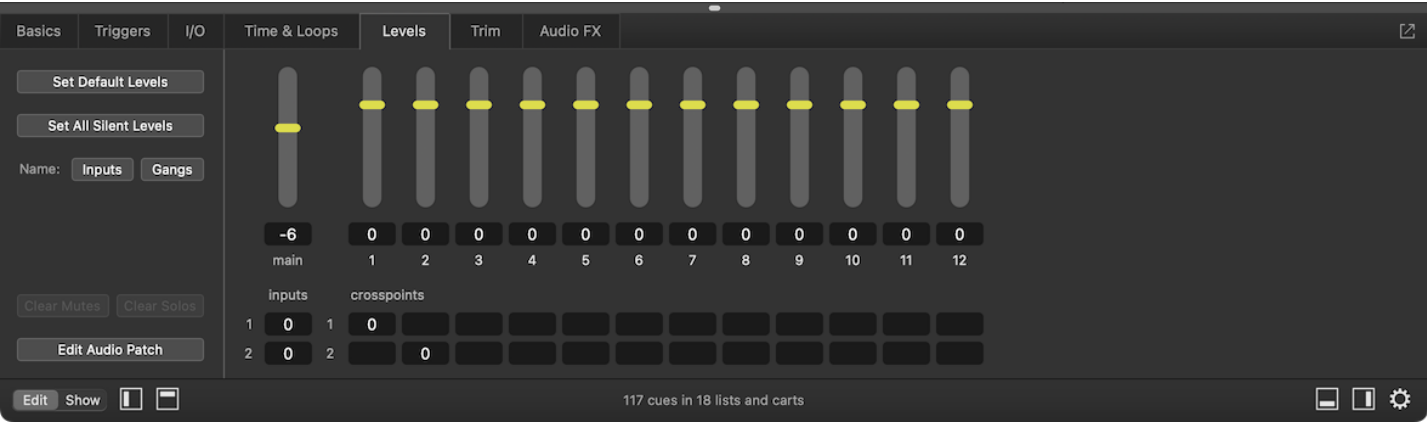 Basics Triggers I/O Time & Loops Levels Trim Audio FX
Set Default Levels
Set All Silent Levels
Name: Inputs Gangs
-6 0 0 0 0 0 0 0 0 0 0 0 0
main 1 2 3 4 5 6 7 8 9 10 11 12
inputs crosspoints
Clear Mutes Clear Solos
1 0 1 0
Edit Audio Patch
2 0 2 0
Edit Show 117 cues in 18 lists and carts